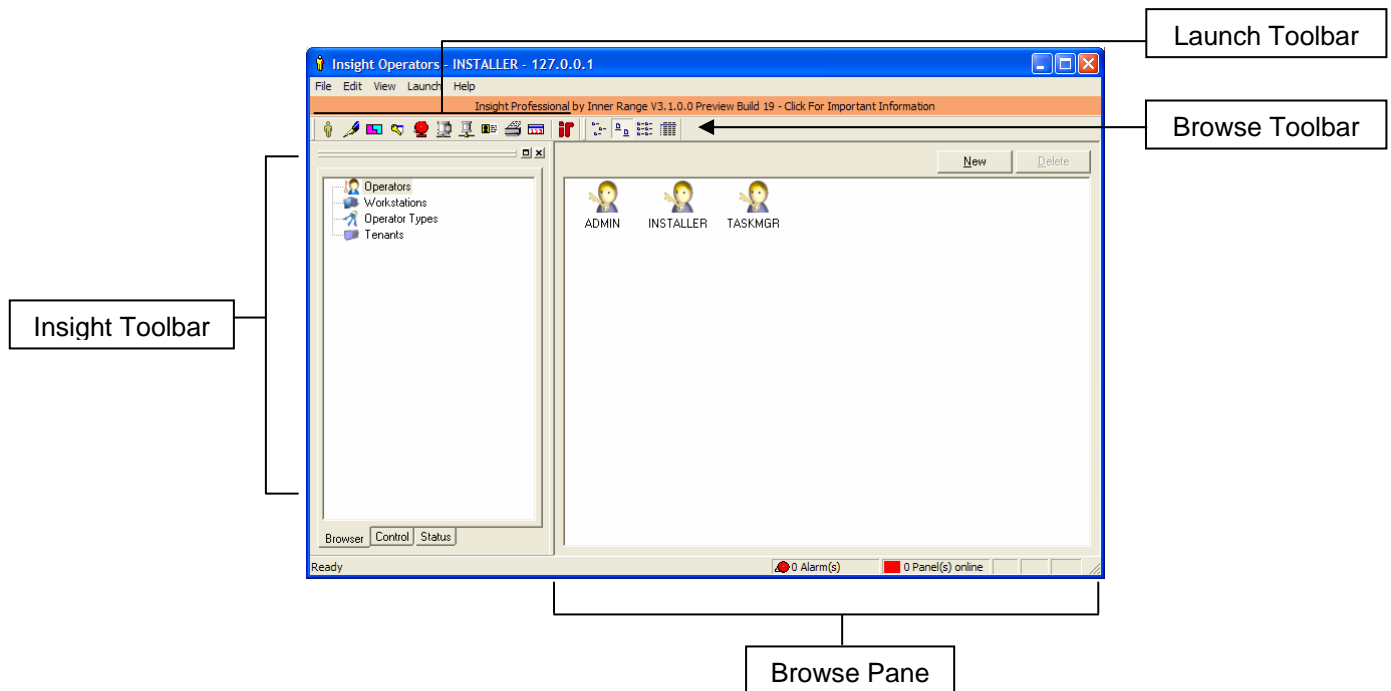 Launch Toolbar
Insight Operators - INSTALLER - 127.0.0.1
File Edit View Launch Help
Insight Professional by Inner Range V3.1.0.0 Preview Build 19 - Click For Important Information
Browse Toolbar
New Delete
Operators
Workstations
Operator Types
Tenants
ADMIN INSTALLER TASKMGR
Insight Toolbar
Browser Control Status
Ready 0 Alarm(s) 0 Panel(s) online
Browse Pane